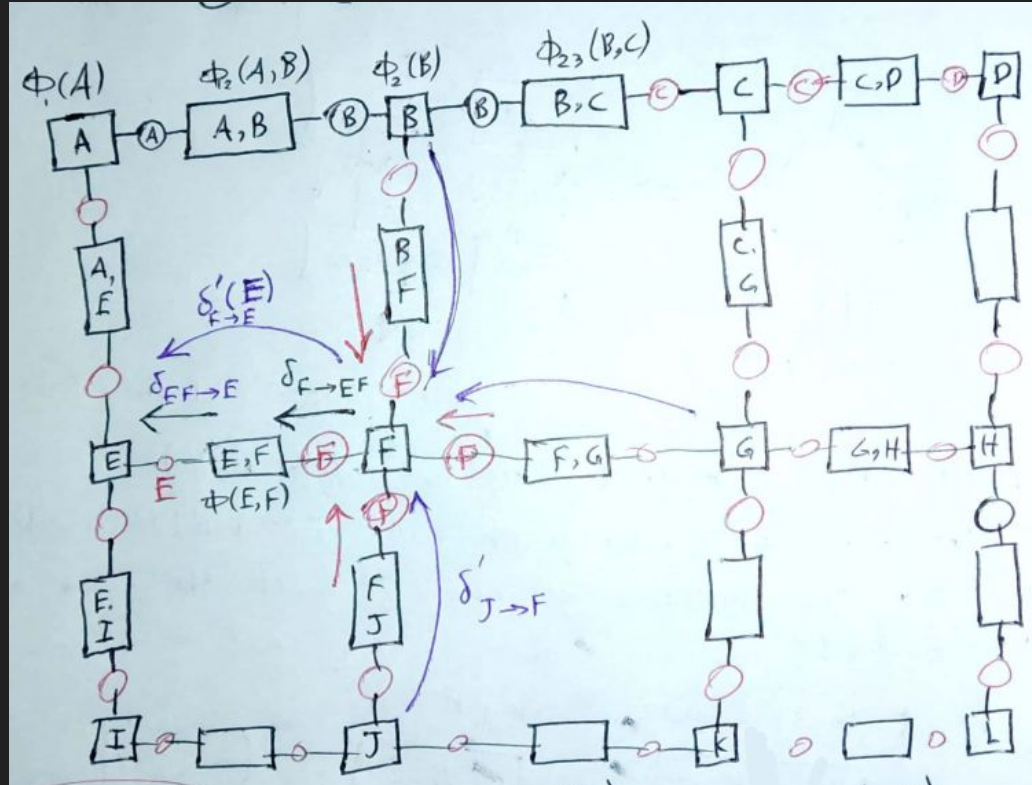 Φ₁(A) Φ₂(A,B) Φ₂(B) Φ₂₃(B,C)
A A A,B B B B B,C C C C C,D D D
A,E B F C.G
δ'F→E(E)
δEF→E δF→EF F
E E E,F F F F F,G G G,H H
Φ(E,F) F
E.I F J δ'J→F
I J K L